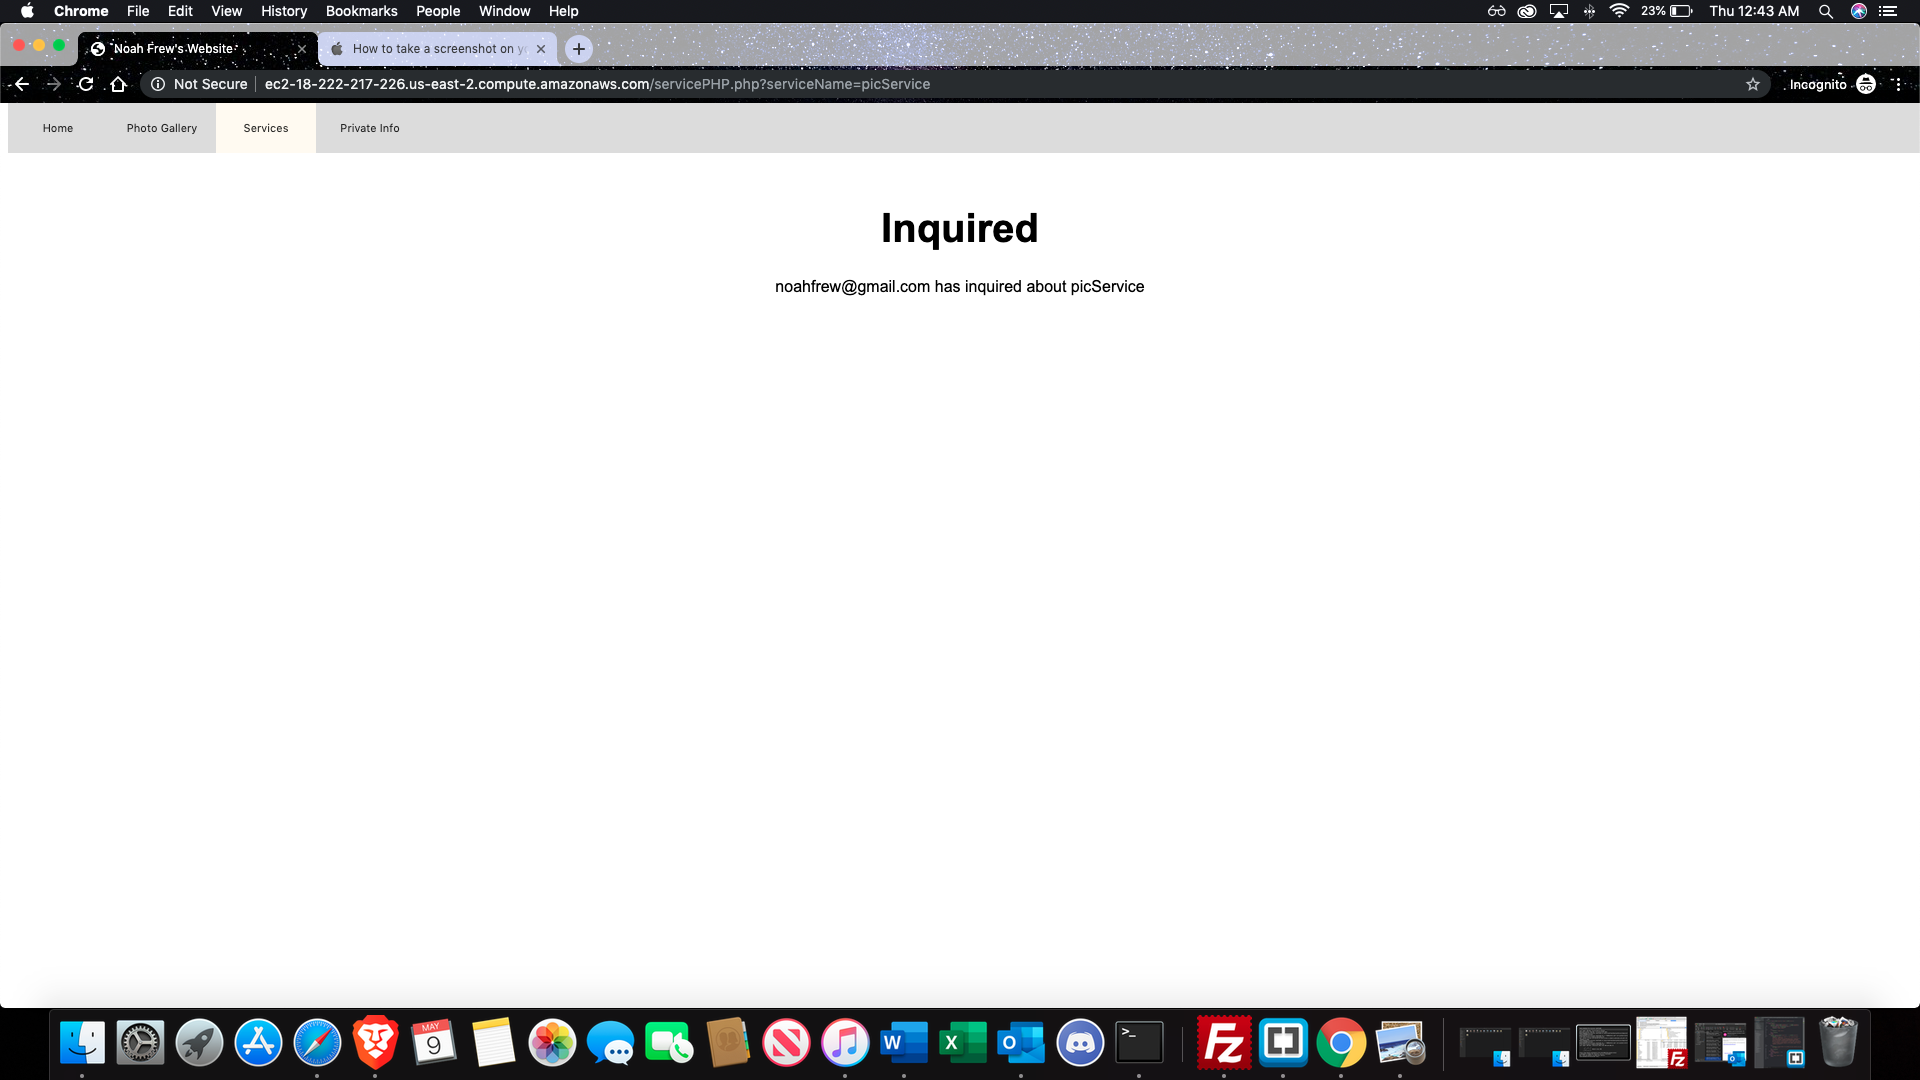 Chrome File Edit View History Bookmarks People Window Help 23% Thu 12:43 AM
Noah Frew's Website How to take a screenshot on y
Not Secure ec2-18-222-217-226.us-east-2.compute.amazonaws.com/servicePHP.php?serviceName=picService Incognito
Home Photo Gallery Services Private Info
Inquired
noahfrew@gmail.com has inquired about picService
MAY
9
W X O >_ Fz